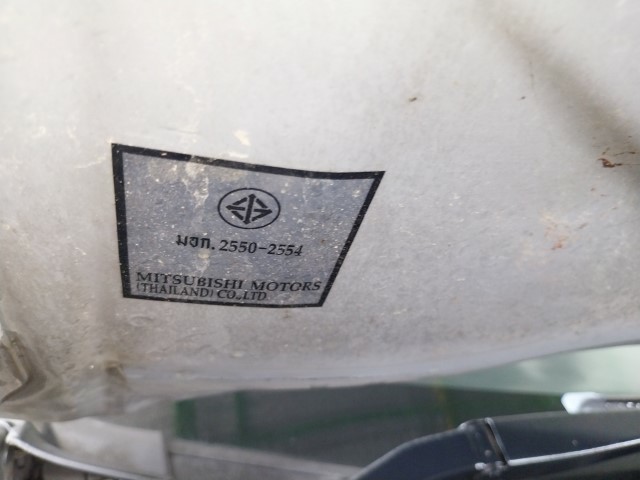 มอก. 2550-2554
MITSUBISHI MOTORS
(THAILAND) CO.,LTD.